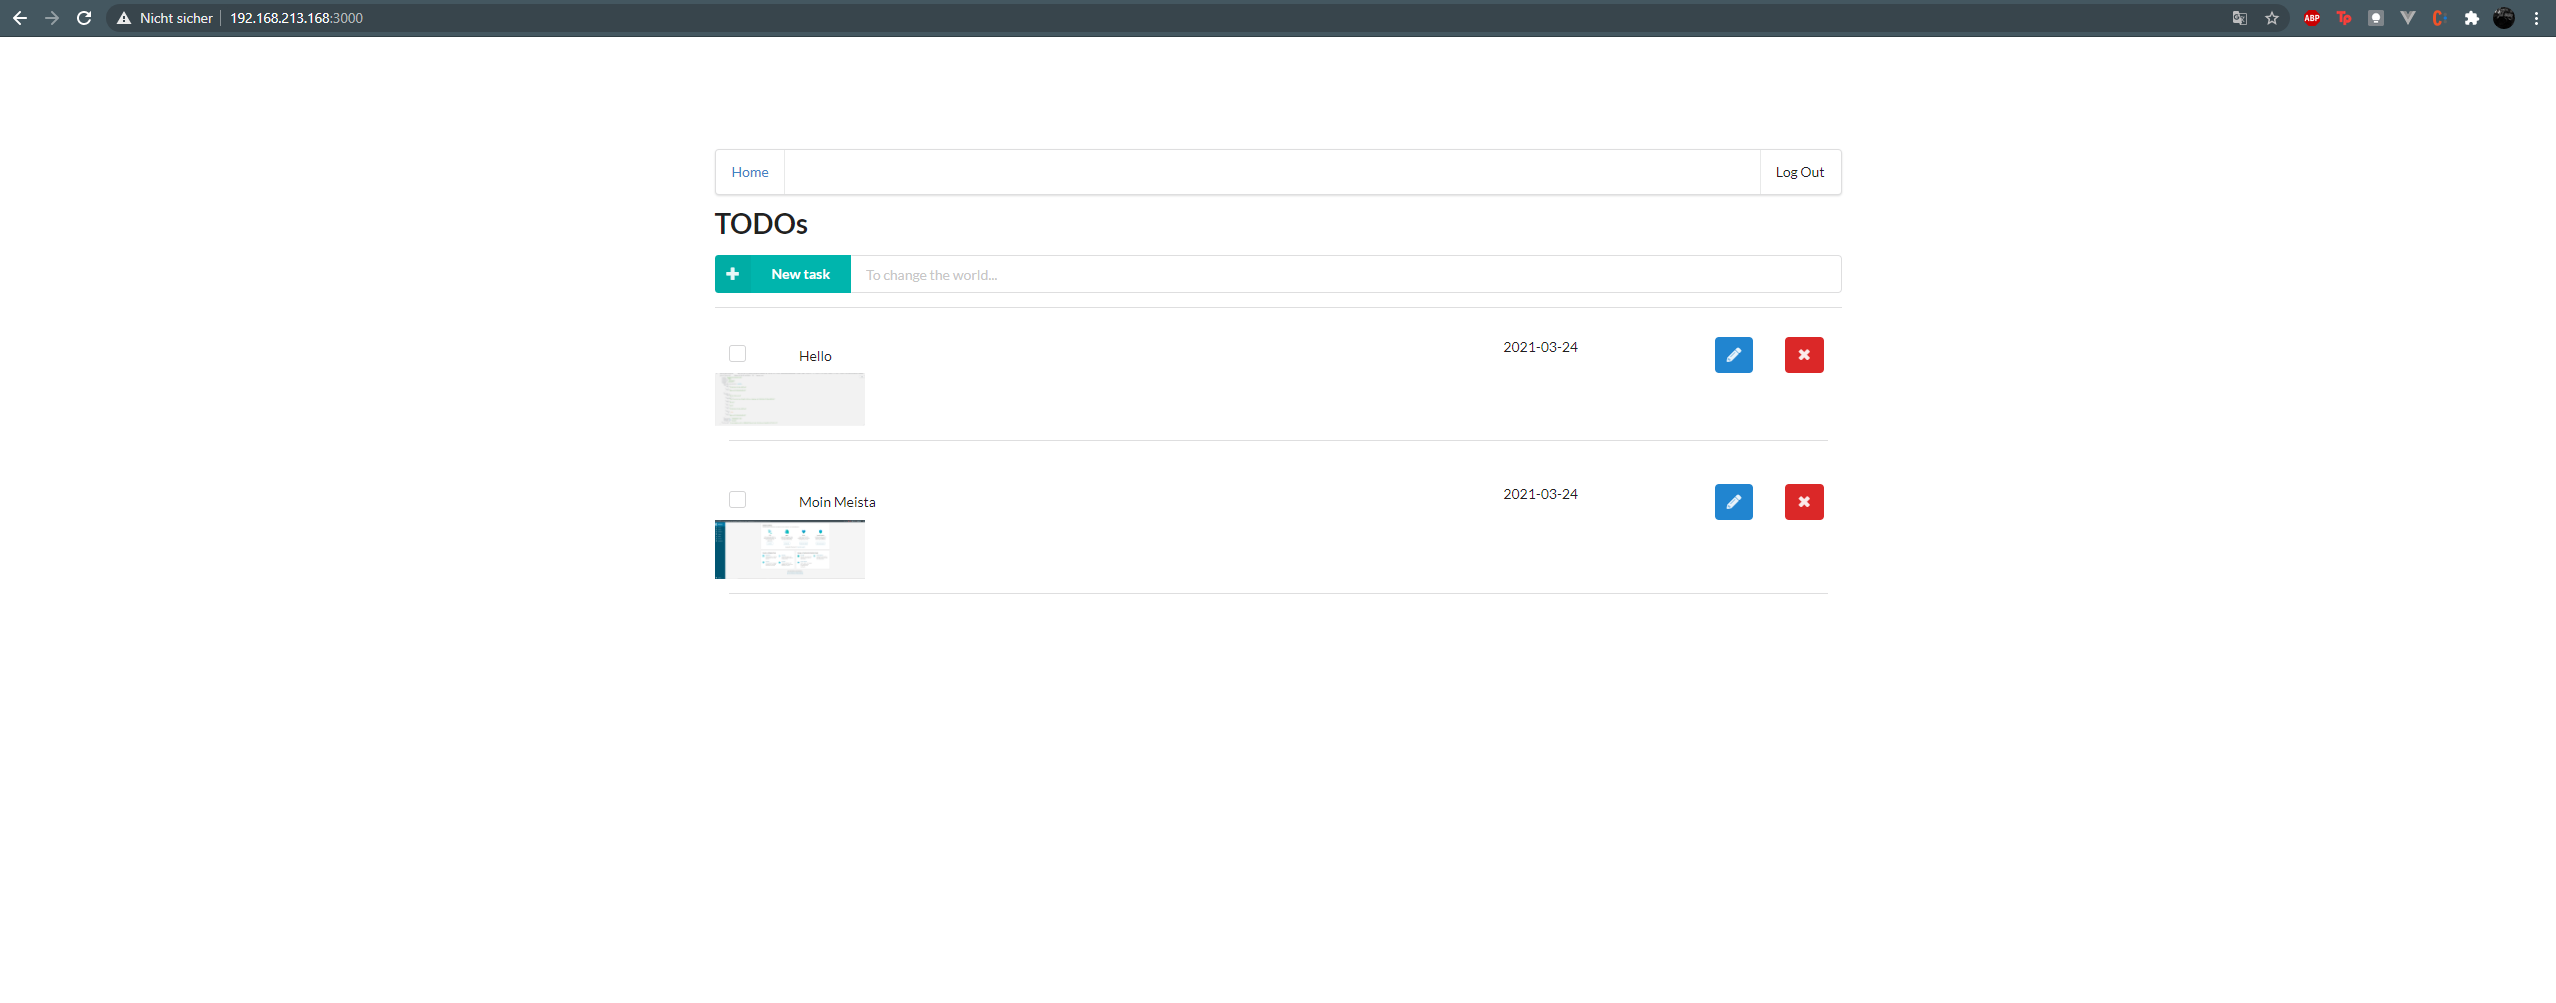 Nicht sicher 192.168.213.168:3000
ABP
Tp
Home Log Out
TODOs
New task To change the world...
Hello 2021-03-24
Moin Meista 2021-03-24